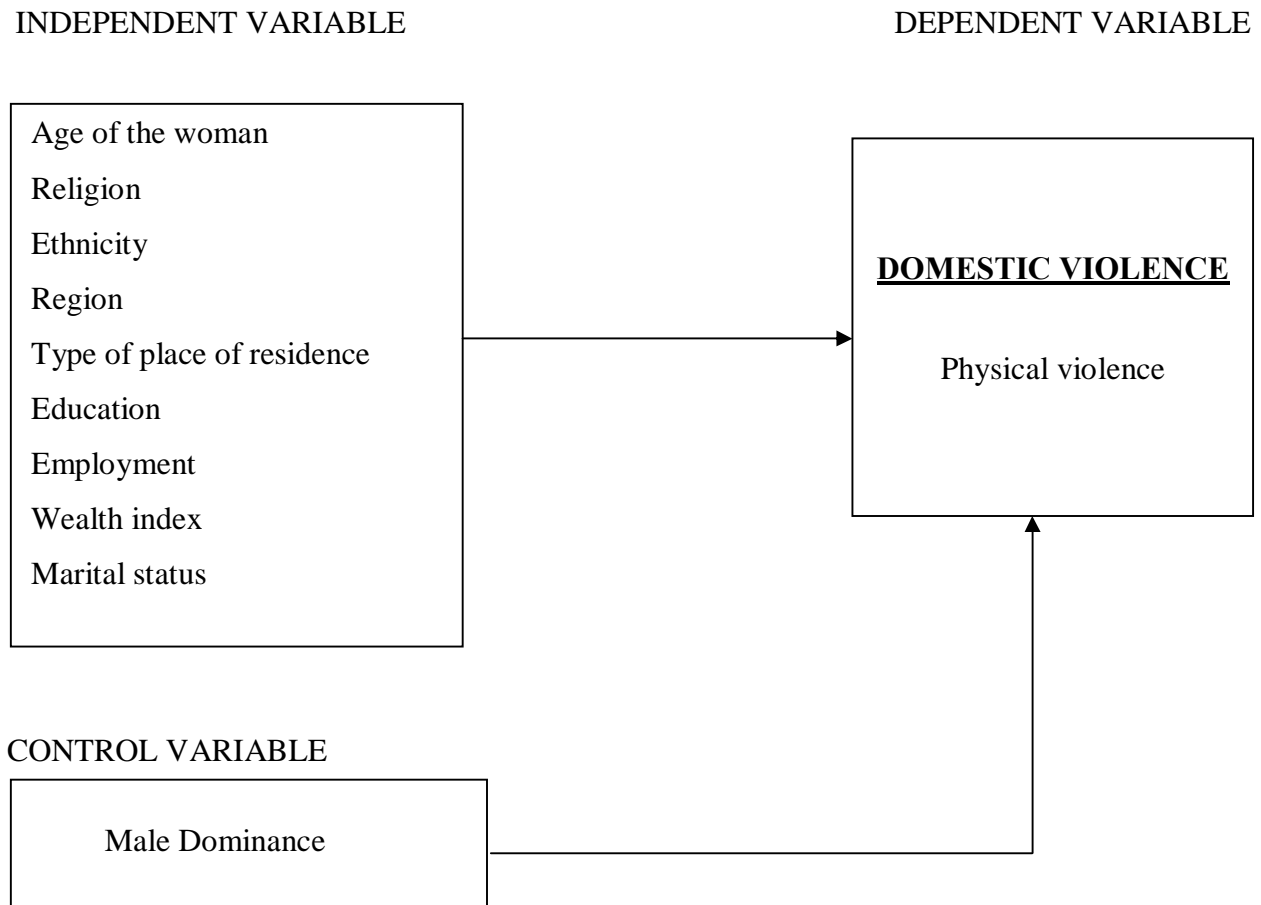 INDEPENDENT VARIABLE
DEPENDENT VARIABLE
Age of the woman
Religion
Ethnicity
Region
Type of place of residence
Education
Employment
Wealth index
Marital status
DOMESTIC VIOLENCE
Physical violence
CONTROL VARIABLE
Male Dominance